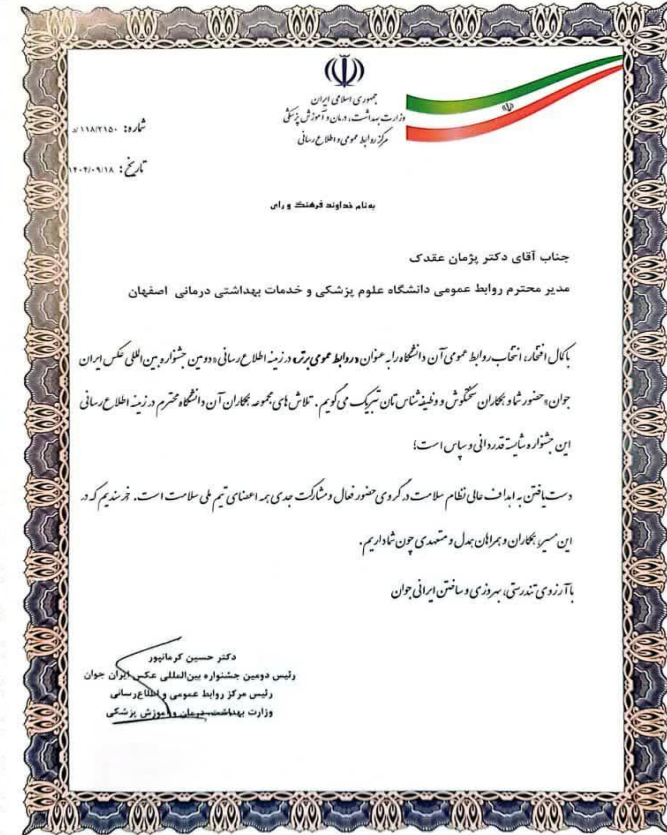 جمهوری اسلامی ایران
وزارت بهداشت، درمان و آموزش پزشکی
مرکز روابط عمومی و اطلاع رسانی
شماره: ۱۱۸/۲۱۵۰/د
تاریخ: ۱۴۰۴/۰۹/۱۸
به نام خداوند فرهنگ و رای
جناب آقای دکتر پژمان عقدک
مدیر محترم روابط عمومی دانشگاه علوم پزشکی و خدمات بهداشتی درمانی اصفهان
با کمال افتخار، انتخاب روابط عمومی آن دانشگاه را به عنوان «روابط عمومی برتر» در زمینه اطلاع رسانی «دومین جشنواره بین‌المللی عکس ایران
جوان» حضور شما و همکاران سختگوش و وظیفه شناس تان تبریک می گویم. تلاش های مجموعه همکاران آن دانشگاه محترم در زمینه اطلاع رسانی
این جشنواره شایسته قدردانی و سپاس است؛
دست یافتن به اهداف عالی نظام سلامت در گروی حضور فعال و مشارکت جدی همه اعضای تیم ملی سلامت است. خرسندیم که در
این مسیر، همکاران و همراهان همدل و متعهدی چون شما داریم.
با آرزوی تندرستی، بهروزی و ساختن ایرانی جوان
دکتر حسین کرمانپور
رئیس دومین جشنواره بین‌المللی عکس ایران جوان
رئیس مرکز روابط عمومی و اطلاع‌رسانی
وزارت بهداشت، درمان و آموزش پزشکی